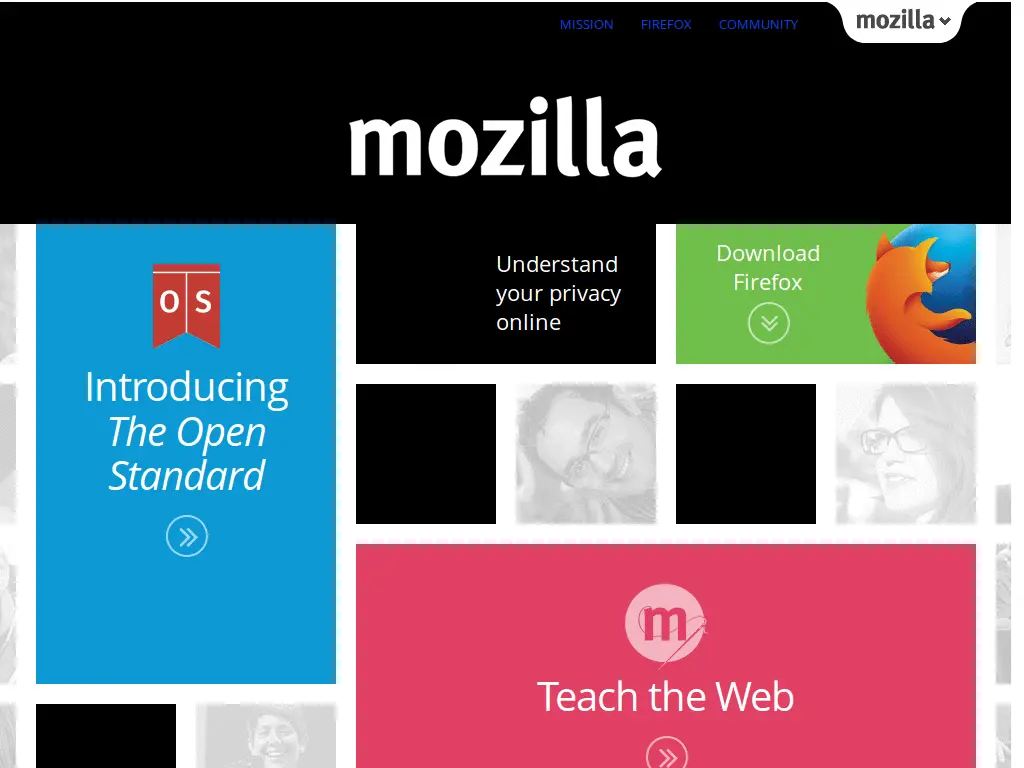 MISSION FIREFOX COMMUNITY mozilla
mozilla
OS
Introducing
The Open
Standard
Understand
your privacy
online
Download
Firefox
m
Teach the Web